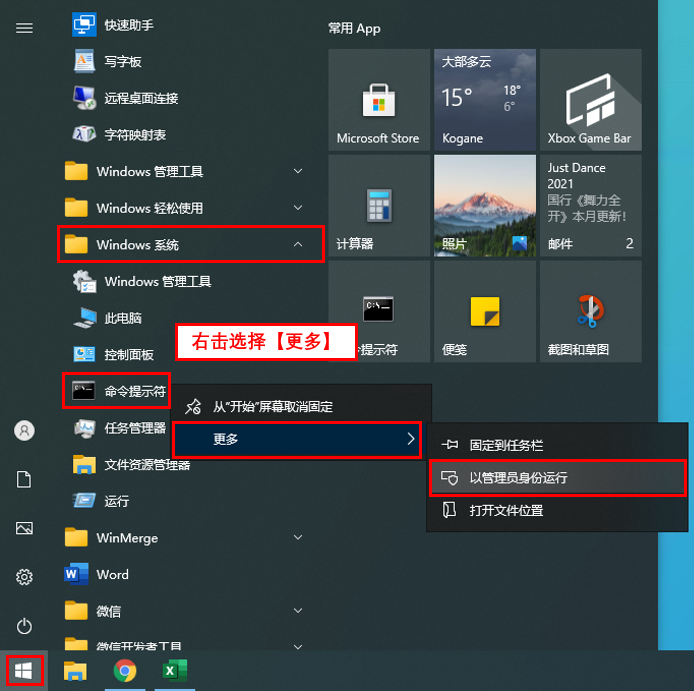 快速助手
写字板
远程桌面连接
字符映射表
Windows 管理工具
Windows 轻松使用
Windows 系统
Windows 管理工具
此电脑
控制面板
命令提示符
任务管理器
文件资源管理器
运行
WinMerge
Word
微信
微信开发者工具
常用 App
Microsoft Store
大部多云
15°
18°
6°
Kogane
Xbox Game Bar
计算器
照片
Just Dance
2021
国行《舞力全
开》本月更新!
邮件
2
令提示符
便笺
截图和草图
右击选择【更多】
从"开始"屏幕取消固定
更多
固定到任务栏
以管理员身份运行
打开文件位置